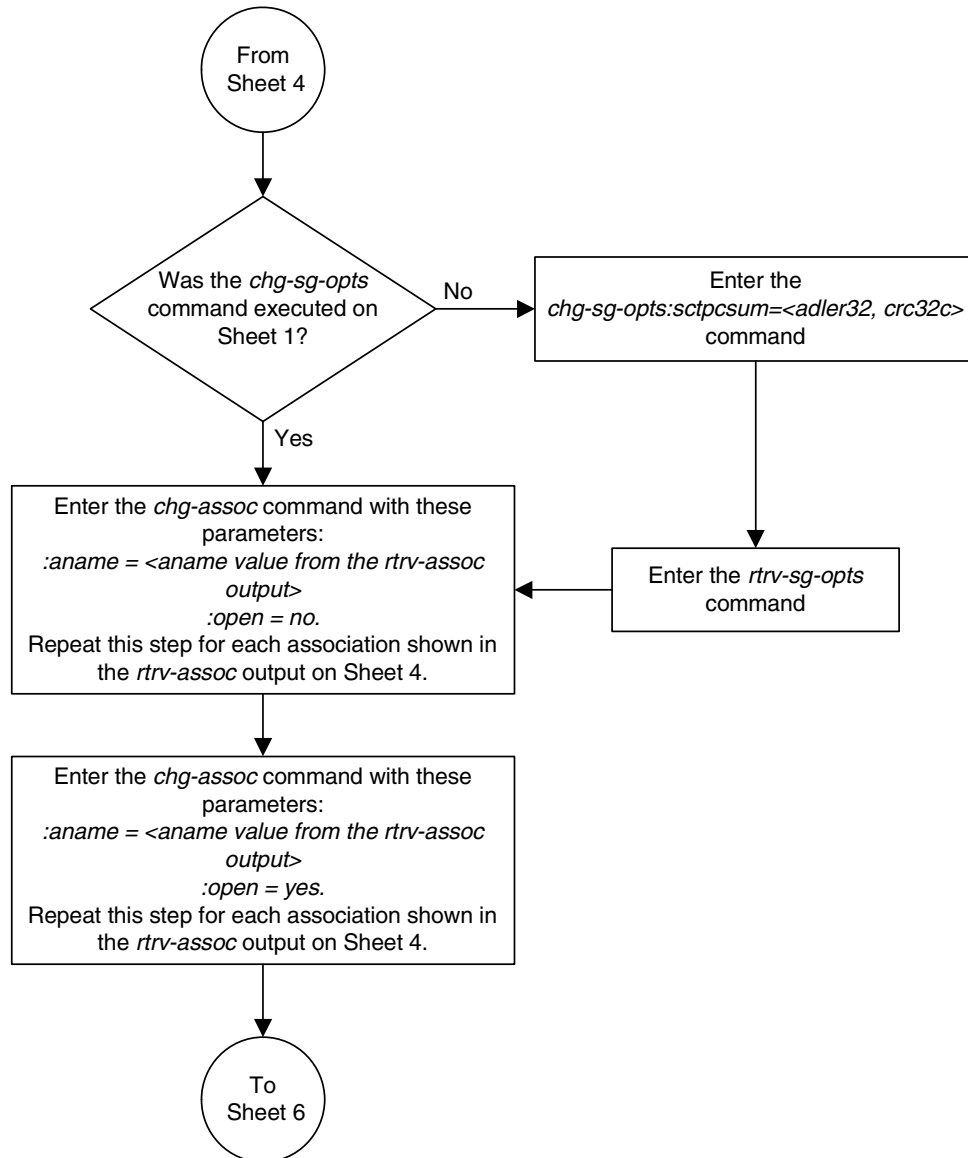 From
Sheet 4
Was the chg-sg-opts
command executed on
Sheet 1?
No
Enter the
chg-sg-opts:sctpcsum=<adler32, crc32c>
command
Yes
Enter the chg-assoc command with these
parameters:
:aname = <aname value from the rtrv-assoc
output>
:open = no.
Repeat this step for each association shown in
the rtrv-assoc output on Sheet 4.
Enter the rtrv-sg-opts
command
Enter the chg-assoc command with these
parameters:
:aname = <aname value from the rtrv-assoc
output>
:open = yes.
Repeat this step for each association shown in
the rtrv-assoc output on Sheet 4.
To
Sheet 6